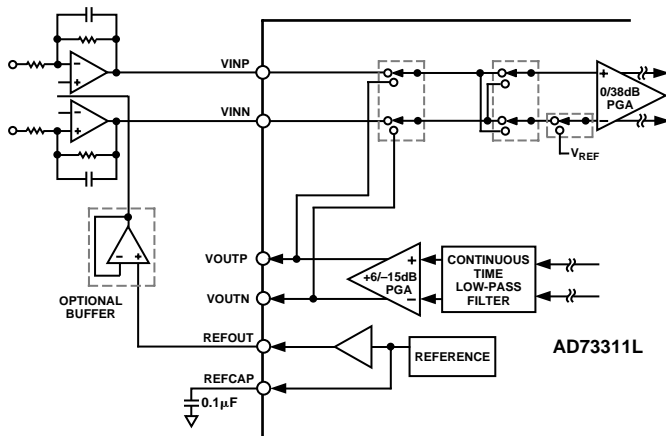 VINP
0/38dB
PGA
VINN
VREF
VOUTP
+6/–15dB
PGA
CONTINUOUS
TIME
LOW-PASS
FILTER
VOUTN
OPTIONAL
BUFFER
REFOUT
REFERENCE
AD73311L
REFCAP
0.1µF